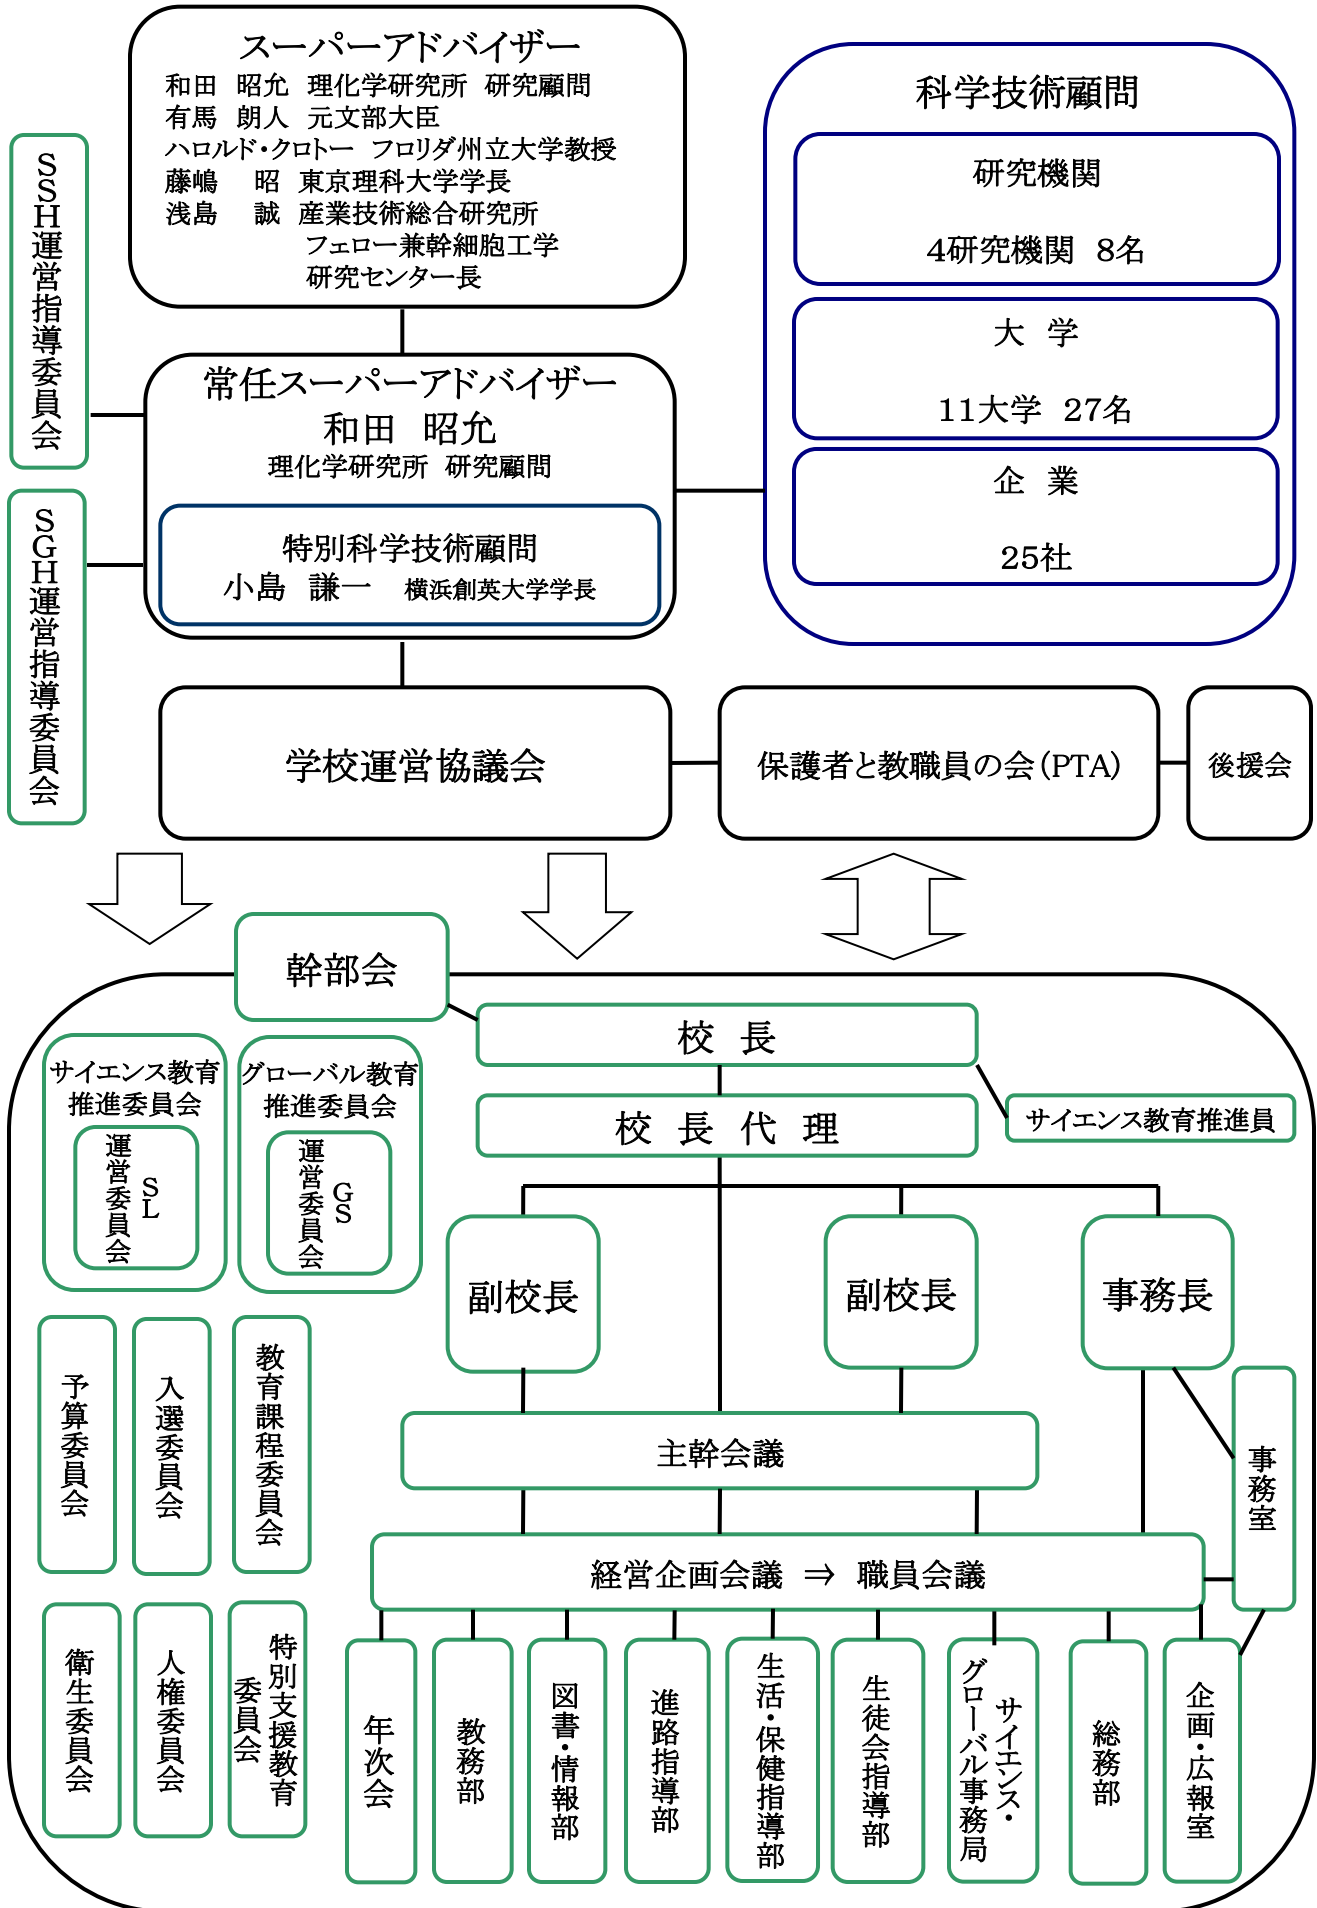 スーパーアドバイザー
和田　昭允　理化学研究所　研究顧問
有馬　朗人　元文部大臣
ハロルド・クロトー　フロリダ州立大学教授
藤嶋　昭　東京理科大学学長
浅島　誠　産業技術総合研究所
フェロー兼幹細胞工学
研究センター長
科学技術顧問
研究機関
4研究機関　8名
大　学
11大学　27名
企　業
25社
SSH運営指導委員会
SGH運営指導委員会
常任スーパーアドバイザー
和田　昭允
理化学研究所　研究顧問
特別科学技術顧問
小島　謙一　横浜創英大学学長
学校運営協議会
保護者と教職員の会（PTA）
後援会
幹部会
校　長
校　長　代　理
サイエンス教育推進員
サイエンス教育
推進委員会
SL
運営委員会
グローバル教育
推進委員会
GS
運営委員会
副校長
副校長
事務長
予算委員会
入選委員会
教育課程委員会
主幹会議
事務室
経営企画会議 ⇒ 職員会議
衛生委員会
人権委員会
特別支援教育
委員会
年次会
教務部
図書・情報部
進路指導部
生活・保健指導部
生徒会指導部
サイエンス・
グローバル事務局
総務部
企画・広報室